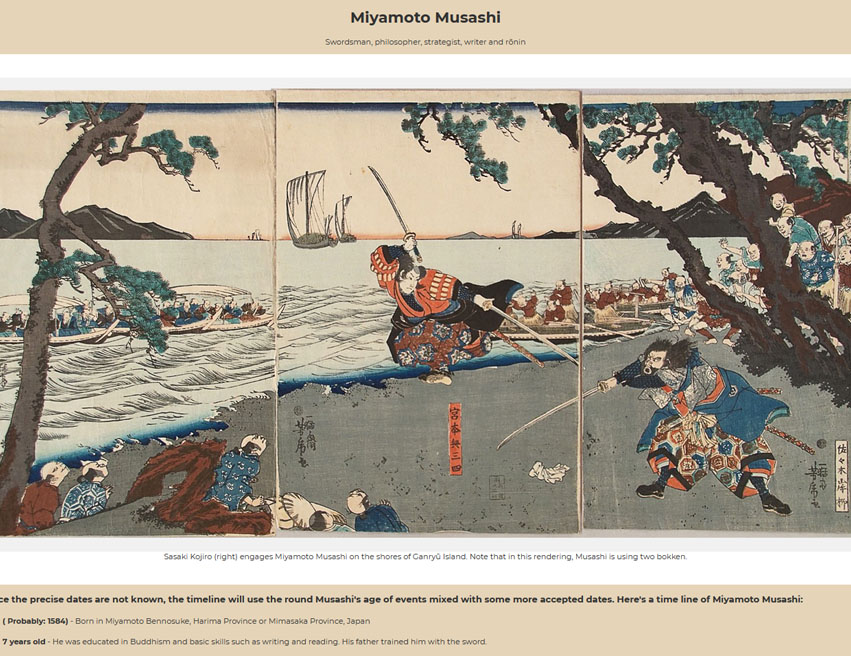 Miyamoto Musashi
Swordsman, philosopher, strategist, writer and rōnin
宮本無三四
一猛斎
芳虎
佐々木岸柳
Sasaki Kojiro (right) engages Miyamoto Musashi on the shores of Ganryū Island. Note that in this rendering, Musashi is using two bokken.
ce the precise dates are not known, the timeline will use the round Musashi's age of events mixed with some more accepted dates. Here's a time line of Miyamoto Musashi:
( Probably: 1584) - Born in Miyamoto Bennosuke, Harima Province or Mimasaka Province, Japan
7 years old - He was educated in Buddhism and basic skills such as writing and reading. His father trained him with the sword.